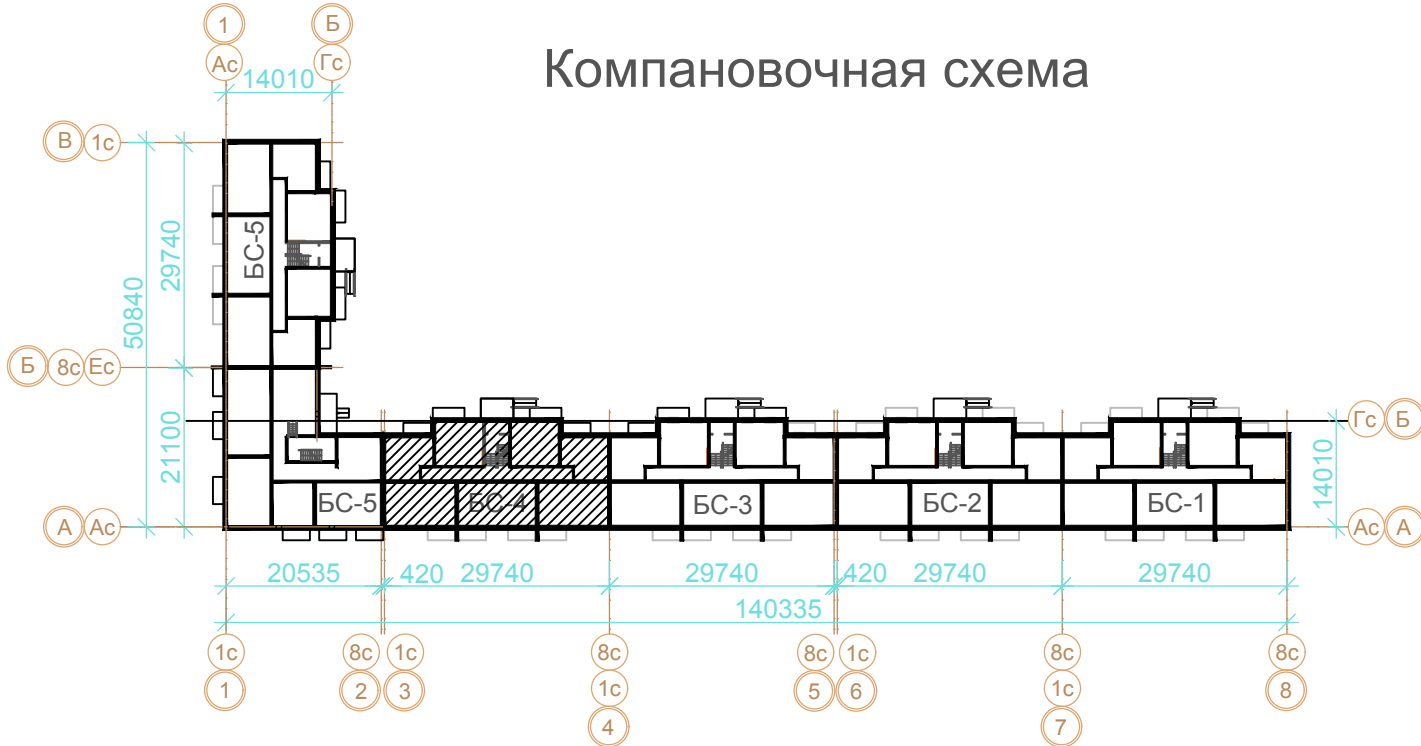 1 Б
Ас Гс
Компановочная схема
14010
В 1с
БС-5
29740
50840
Б 8с Ес
21100
Гс Б
14010
БС-5 БС-4 БС-3 БС-2 БС-1
А Ас
Ас А
20535 420 29740 29740 420 29740 29740
140335
1с 8с 1с 8с 8с 1с 8с 8с
1 2 3 1с 5 6 1с 8
4 7